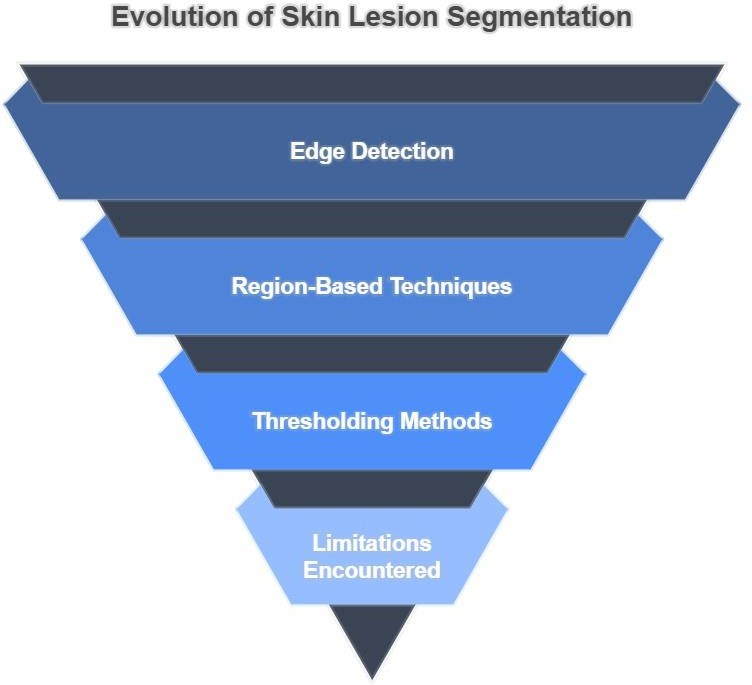 Evolution of Skin Lesion Segmentation
Edge Detection
Region-Based Techniques
Thresholding Methods
Limitations
Encountered